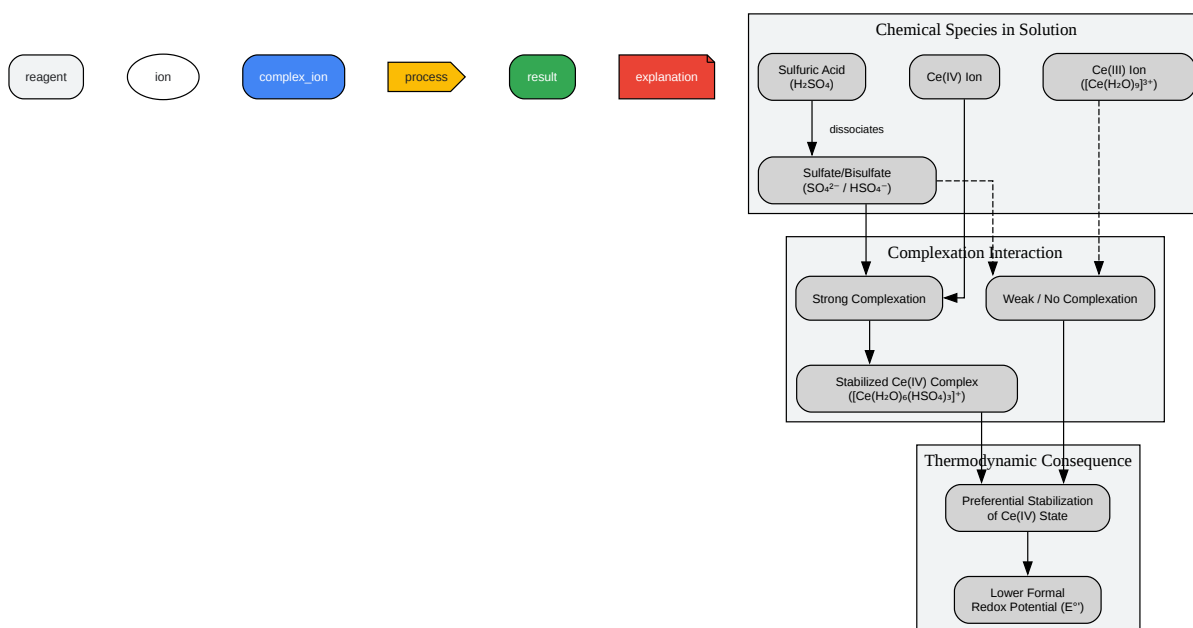 reagent
ion
complex_ion
process
result
explanation
Chemical Species in Solution
Sulfuric Acid
(H₂SO₄)
Ce(IV) Ion
Ce(III) Ion
([Ce(H₂O)₉]³⁺)
dissociates
Sulfate/Bisulfate
(SO₄²⁻ / HSO₄⁻)
Complexation Interaction
Strong Complexation
Weak / No Complexation
Stabilized Ce(IV) Complex
([Ce(H₂O)₆(HSO₄)₃]⁺)
Thermodynamic Consequence
Preferential Stabilization
of Ce(IV) State
Lower Formal
Redox Potential (E°')